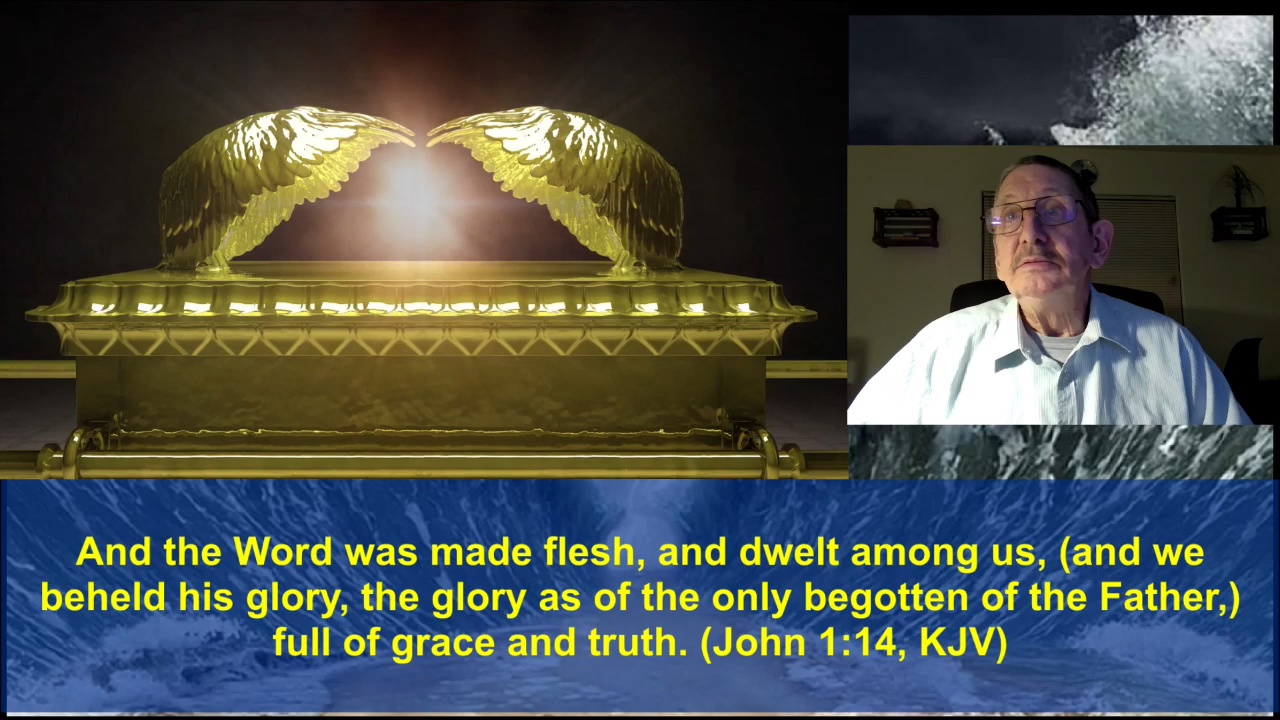 And the Word was made flesh, and dwelt among us, (and we
beheld his glory, the glory as of the only begotten of the Father,)
full of grace and truth. (John 1:14, KJV)